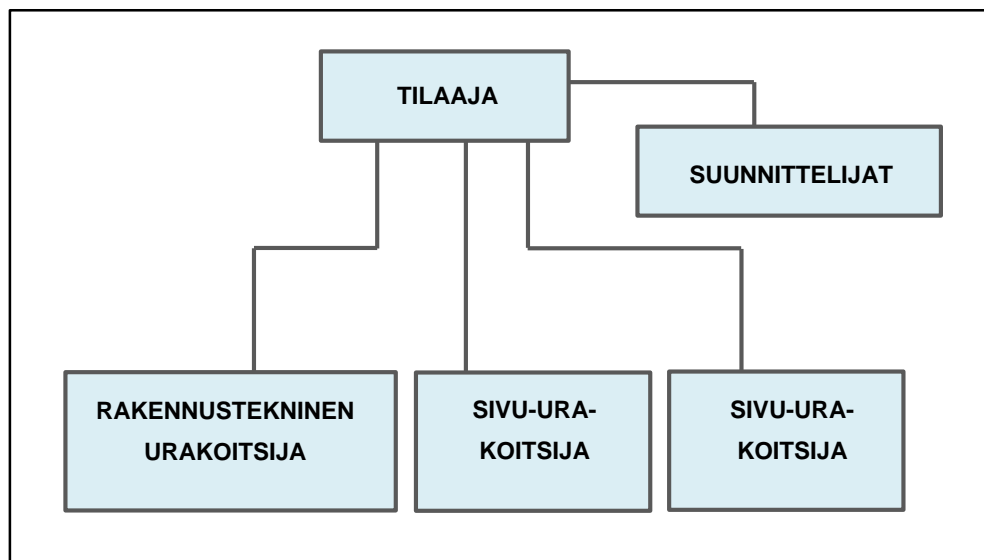 TILAAJA
SUUNNITTELIJAT
RAKENNUSTEKNINEN
URAKOITSIJA
SIVU-URA-
KOITSIJA
SIVU-URA-
KOITSIJA